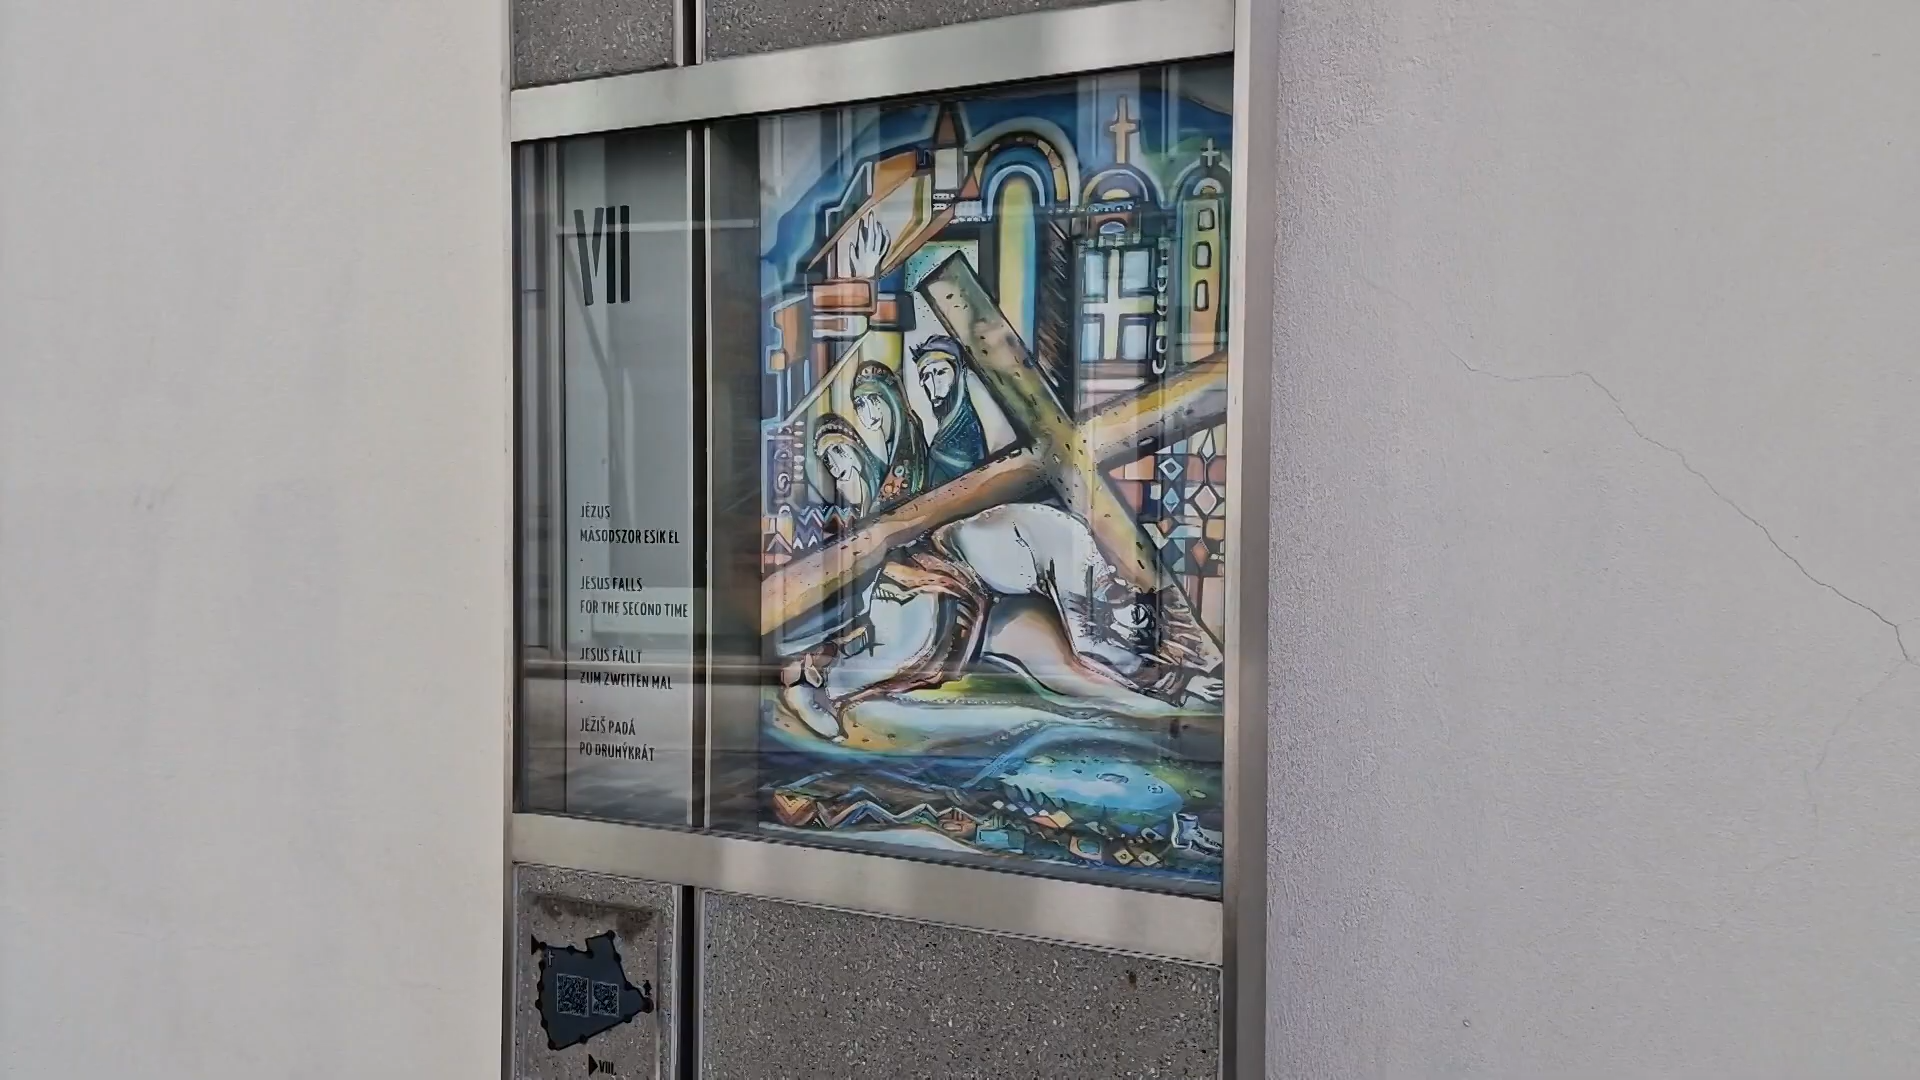 VII
JÉZUS
MÁSODSZOR ESIK EL
JESUS FALLS
FOR THE SECOND TIME
JESUS FÄLLT
ZUM ZWEITEN MAL
JEŽIŠ PADÁ
PO DRUHÝKRÁT
VIII.